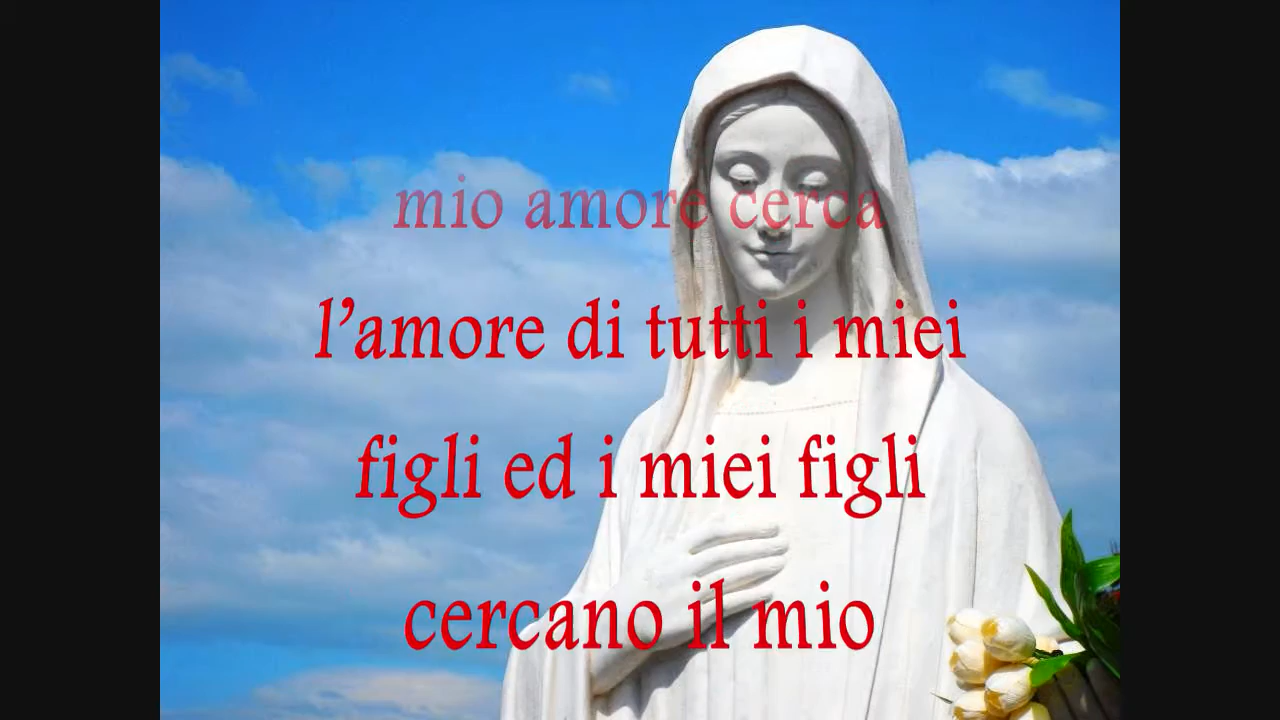 mio amore cerca
l’amore di tutti i miei
figli ed i miei figli
cercano il mio